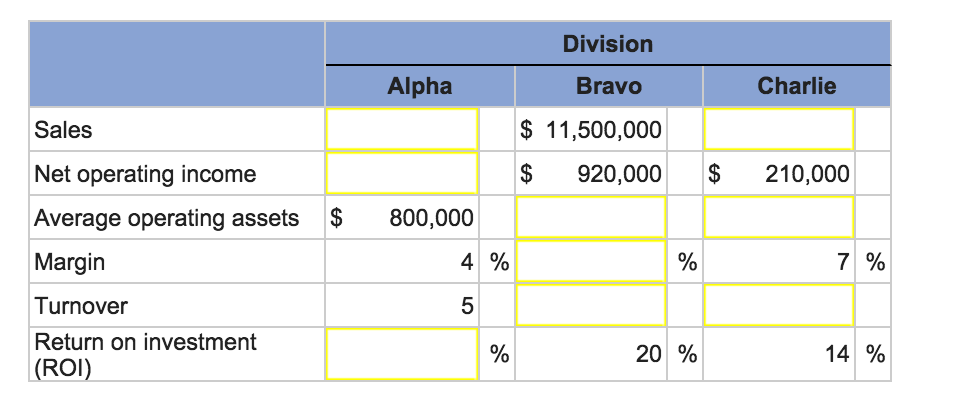 Division
Alpha Bravo Charlie
Sales $ 11,500,000
Net operating income $ 920,000 $ 210,000
Average operating assets $ 800,000
Margin 4 % % 7 %
Turnover 5
Return on investment
(ROI) % 20 % 14 %